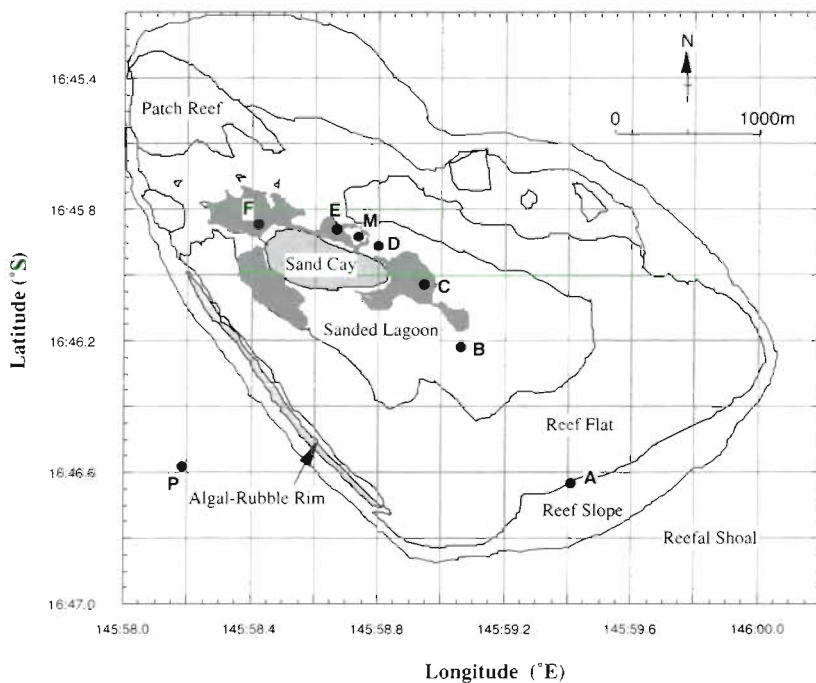 N
16:45.4
0 1000m
Patch Reef
16:45.8
F
E
M
D
Sand Cay
C
Latitude (°S)
Sanded Lagoon
16:46.2
B
Reef Flat
16:46.6
P
A
Algal-Rubble Rim
Reef Slope
Reefal Shoal
16:47.0
145:58.0 145:58.4 145:58.8 145:59.2 145:59.6 146:00.0
Longitude (°E)